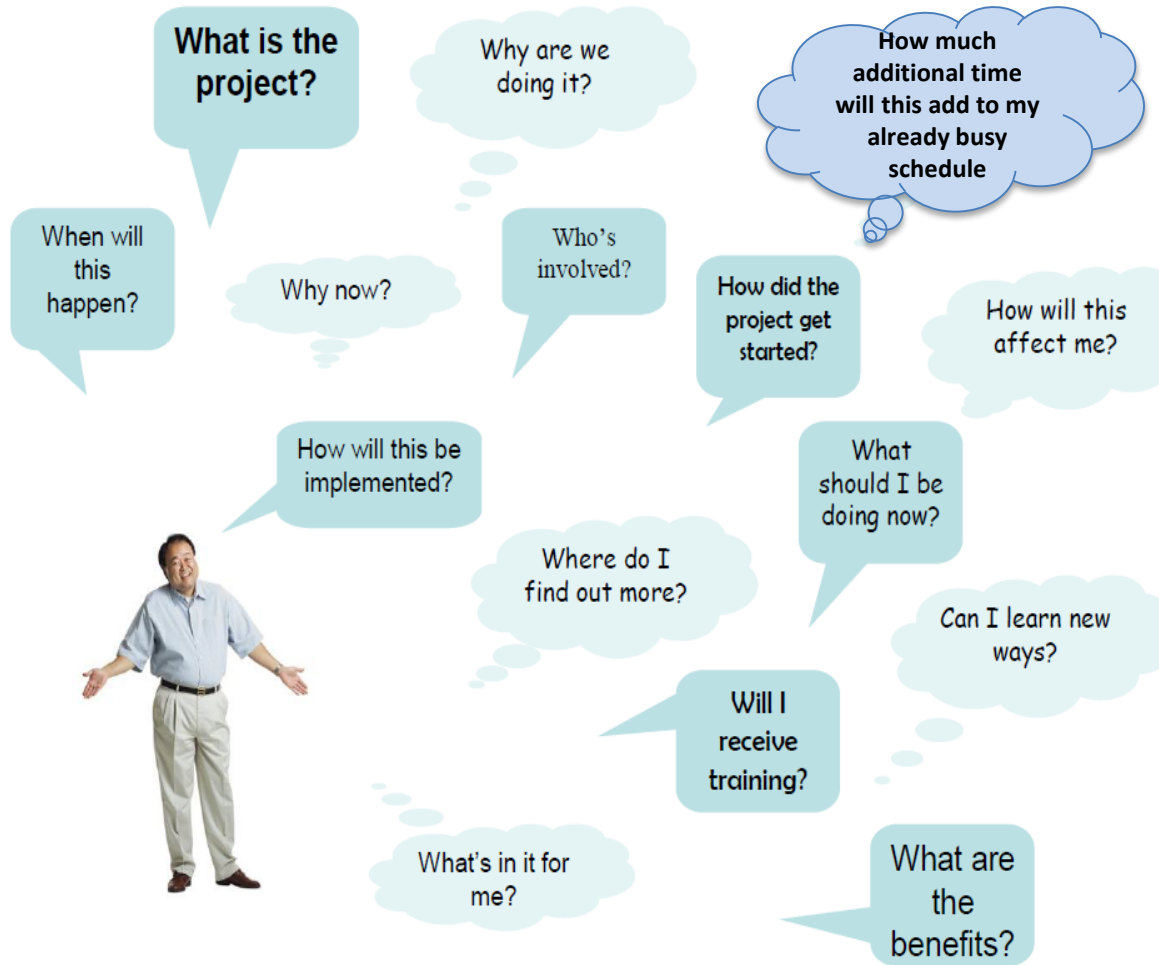 What is the
project?
Why are we
doing it?
How much
additional time
will this add to my
already busy
schedule
When will
this
happen?
Why now?
Who's
involved?
How did the
project get
started?
How will this
affect me?
How will this be
implemented?
What
should I be
doing now?
Where do I
find out more?
Can I learn new
ways?
Will I
receive
training?
What's in it for
me?
What are
the
benefits?